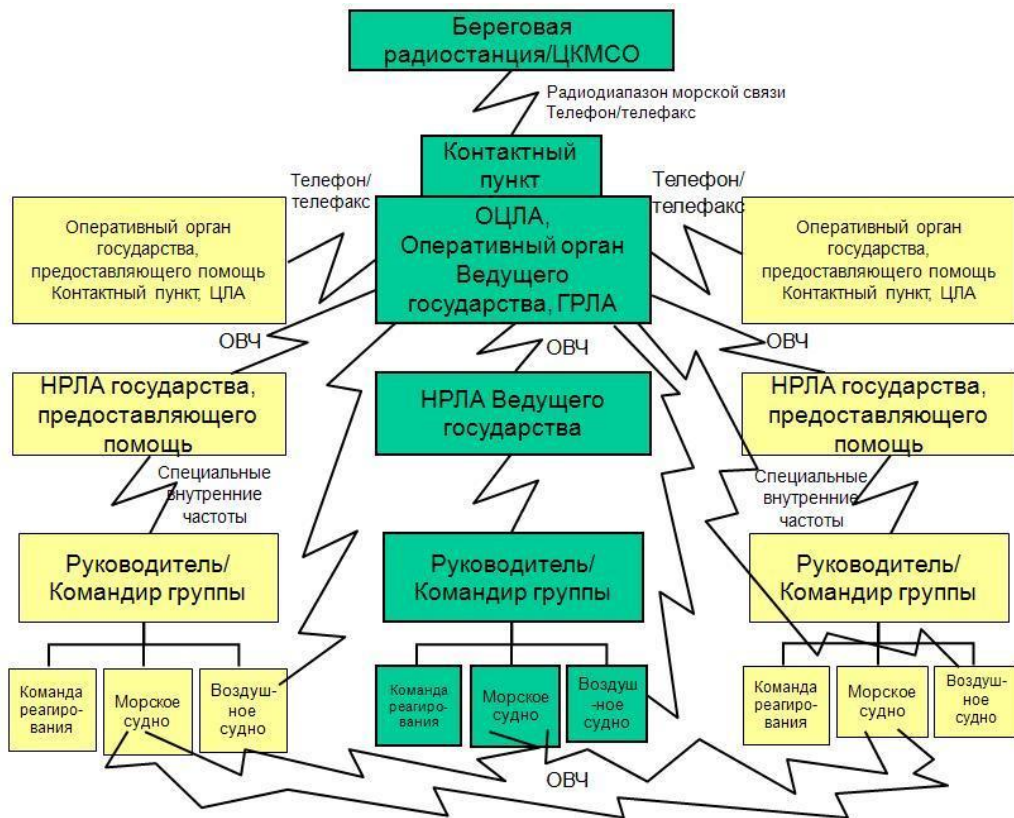 Береговая
радиостанция/ЦКМСО
Радиодиапазон морской связи
Телефон/телефакс
Контактный
пункт
Телефон/
телефакс
Телефон/
телефакс
Оперативный орган
государства,
предоставляющего помощь
Контактный пункт, ЦЛА
ОЦЛА,
Оперативный орган
Ведущего
государства, ГРЛА
Оперативный орган
государства,
предоставляющего помощь
Контактный пункт, ЦЛА
ОВЧ
ОВЧ
ОВЧ
НРЛА государства,
предоставляющего
помощь
НРЛА Ведущего
государства
НРЛА государства,
предоставляющего
помощь
Специальные
внутренние
частоты
Специальные
внутренние
частоты
Руководитель/
Командир группы
Руководитель/
Командир группы
Руководитель/
Командир группы
Команда
реагиро-
вания
Морское
судно
Воздуш-
ное
судно
Команда
реагиро-
вания
Морское
судно
Воздуш
-ное
судно
Команда
реагиро-
вания
Морское
судно
Воздуш-
ное
судно
ОВЧ